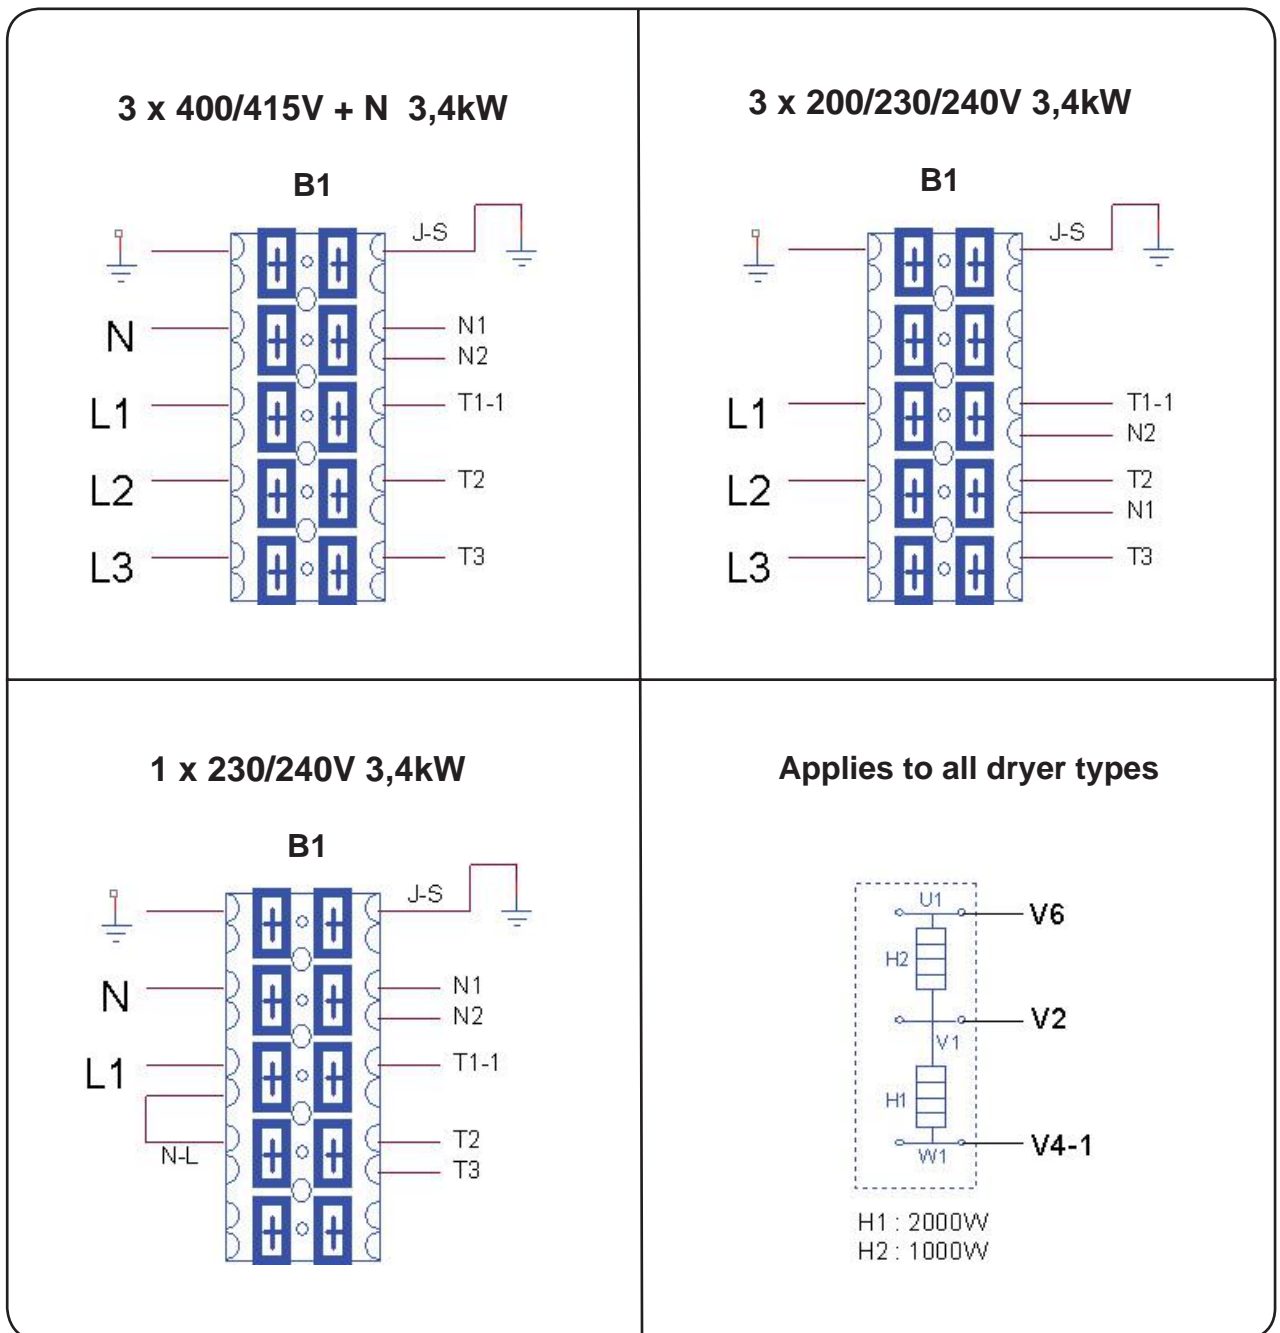 3 x 400/415V + N 3,4kW
B1
J-S
N
N1
N2
L1
T1-1
L2
T2
L3
T3
3 x 200/230/240V 3,4kW
B1
J-S
L1
T1-1
N2
L2
T2
N1
L3
T3
1 x 230/240V 3,4kW
B1
J-S
N
N1
N2
L1
T1-1
N-L
T2
T3
Applies to all dryer types
U1
V6
H2
V2
V1
H1
W1
V4-1
H1 : 2000W
H2 : 1000W